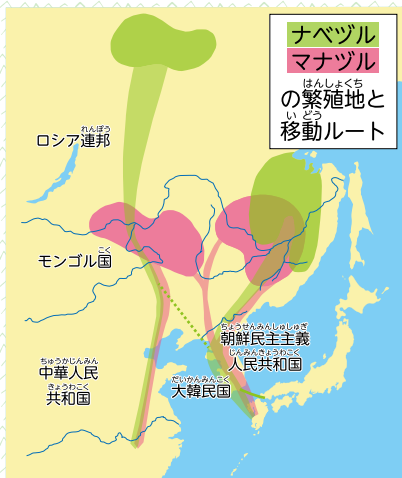 ナベヅル
マナヅル
はんしょくち
の繁殖地と
い どう
移動ルート
れんぽう
ロシア連邦
こく
モンゴル国
ちょうせんみんしゅしゅぎ
朝鮮民主主義
じんみんきょうわこく
人民共和国
ちゅうかじんみん
中華人民
きょうわこく
共和国
だいかんみんこく
大韓民国